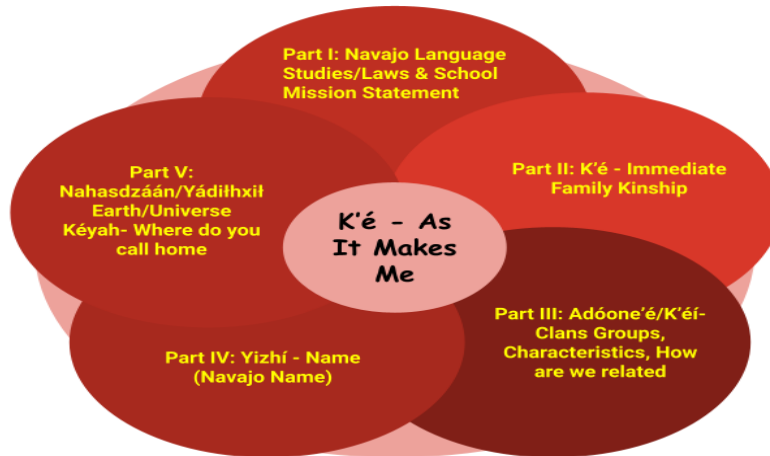 Part I: Navajo Language
Studies/Laws & School
Mission Statement
Part II: K'é - Immediate
Family Kinship
Part III: Adóone'é/K'éí-
Clans Groups,
Characteristics, How
are we related
Part IV: Yizhí - Name
(Navajo Name)
Part V:
Nahasdzáán/Yádiłhxił
Earth/Universe
Kéyah- Where do you
call home
K'é - As
It Makes
Me